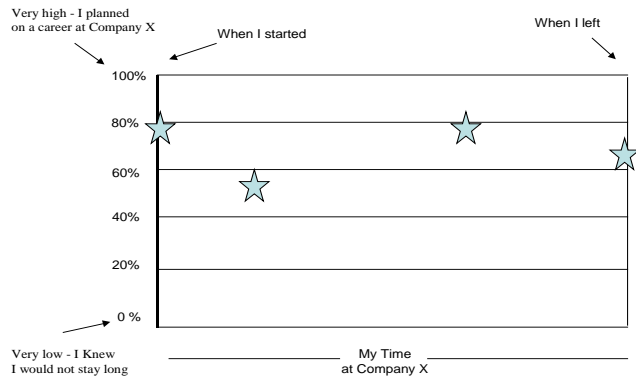 Very high - I planned
on a career at Company X
When I started
When I left
100%
80%
60%
40%
20%
0 %
Very low - I Knew
I would not stay long
My Time
at Company X